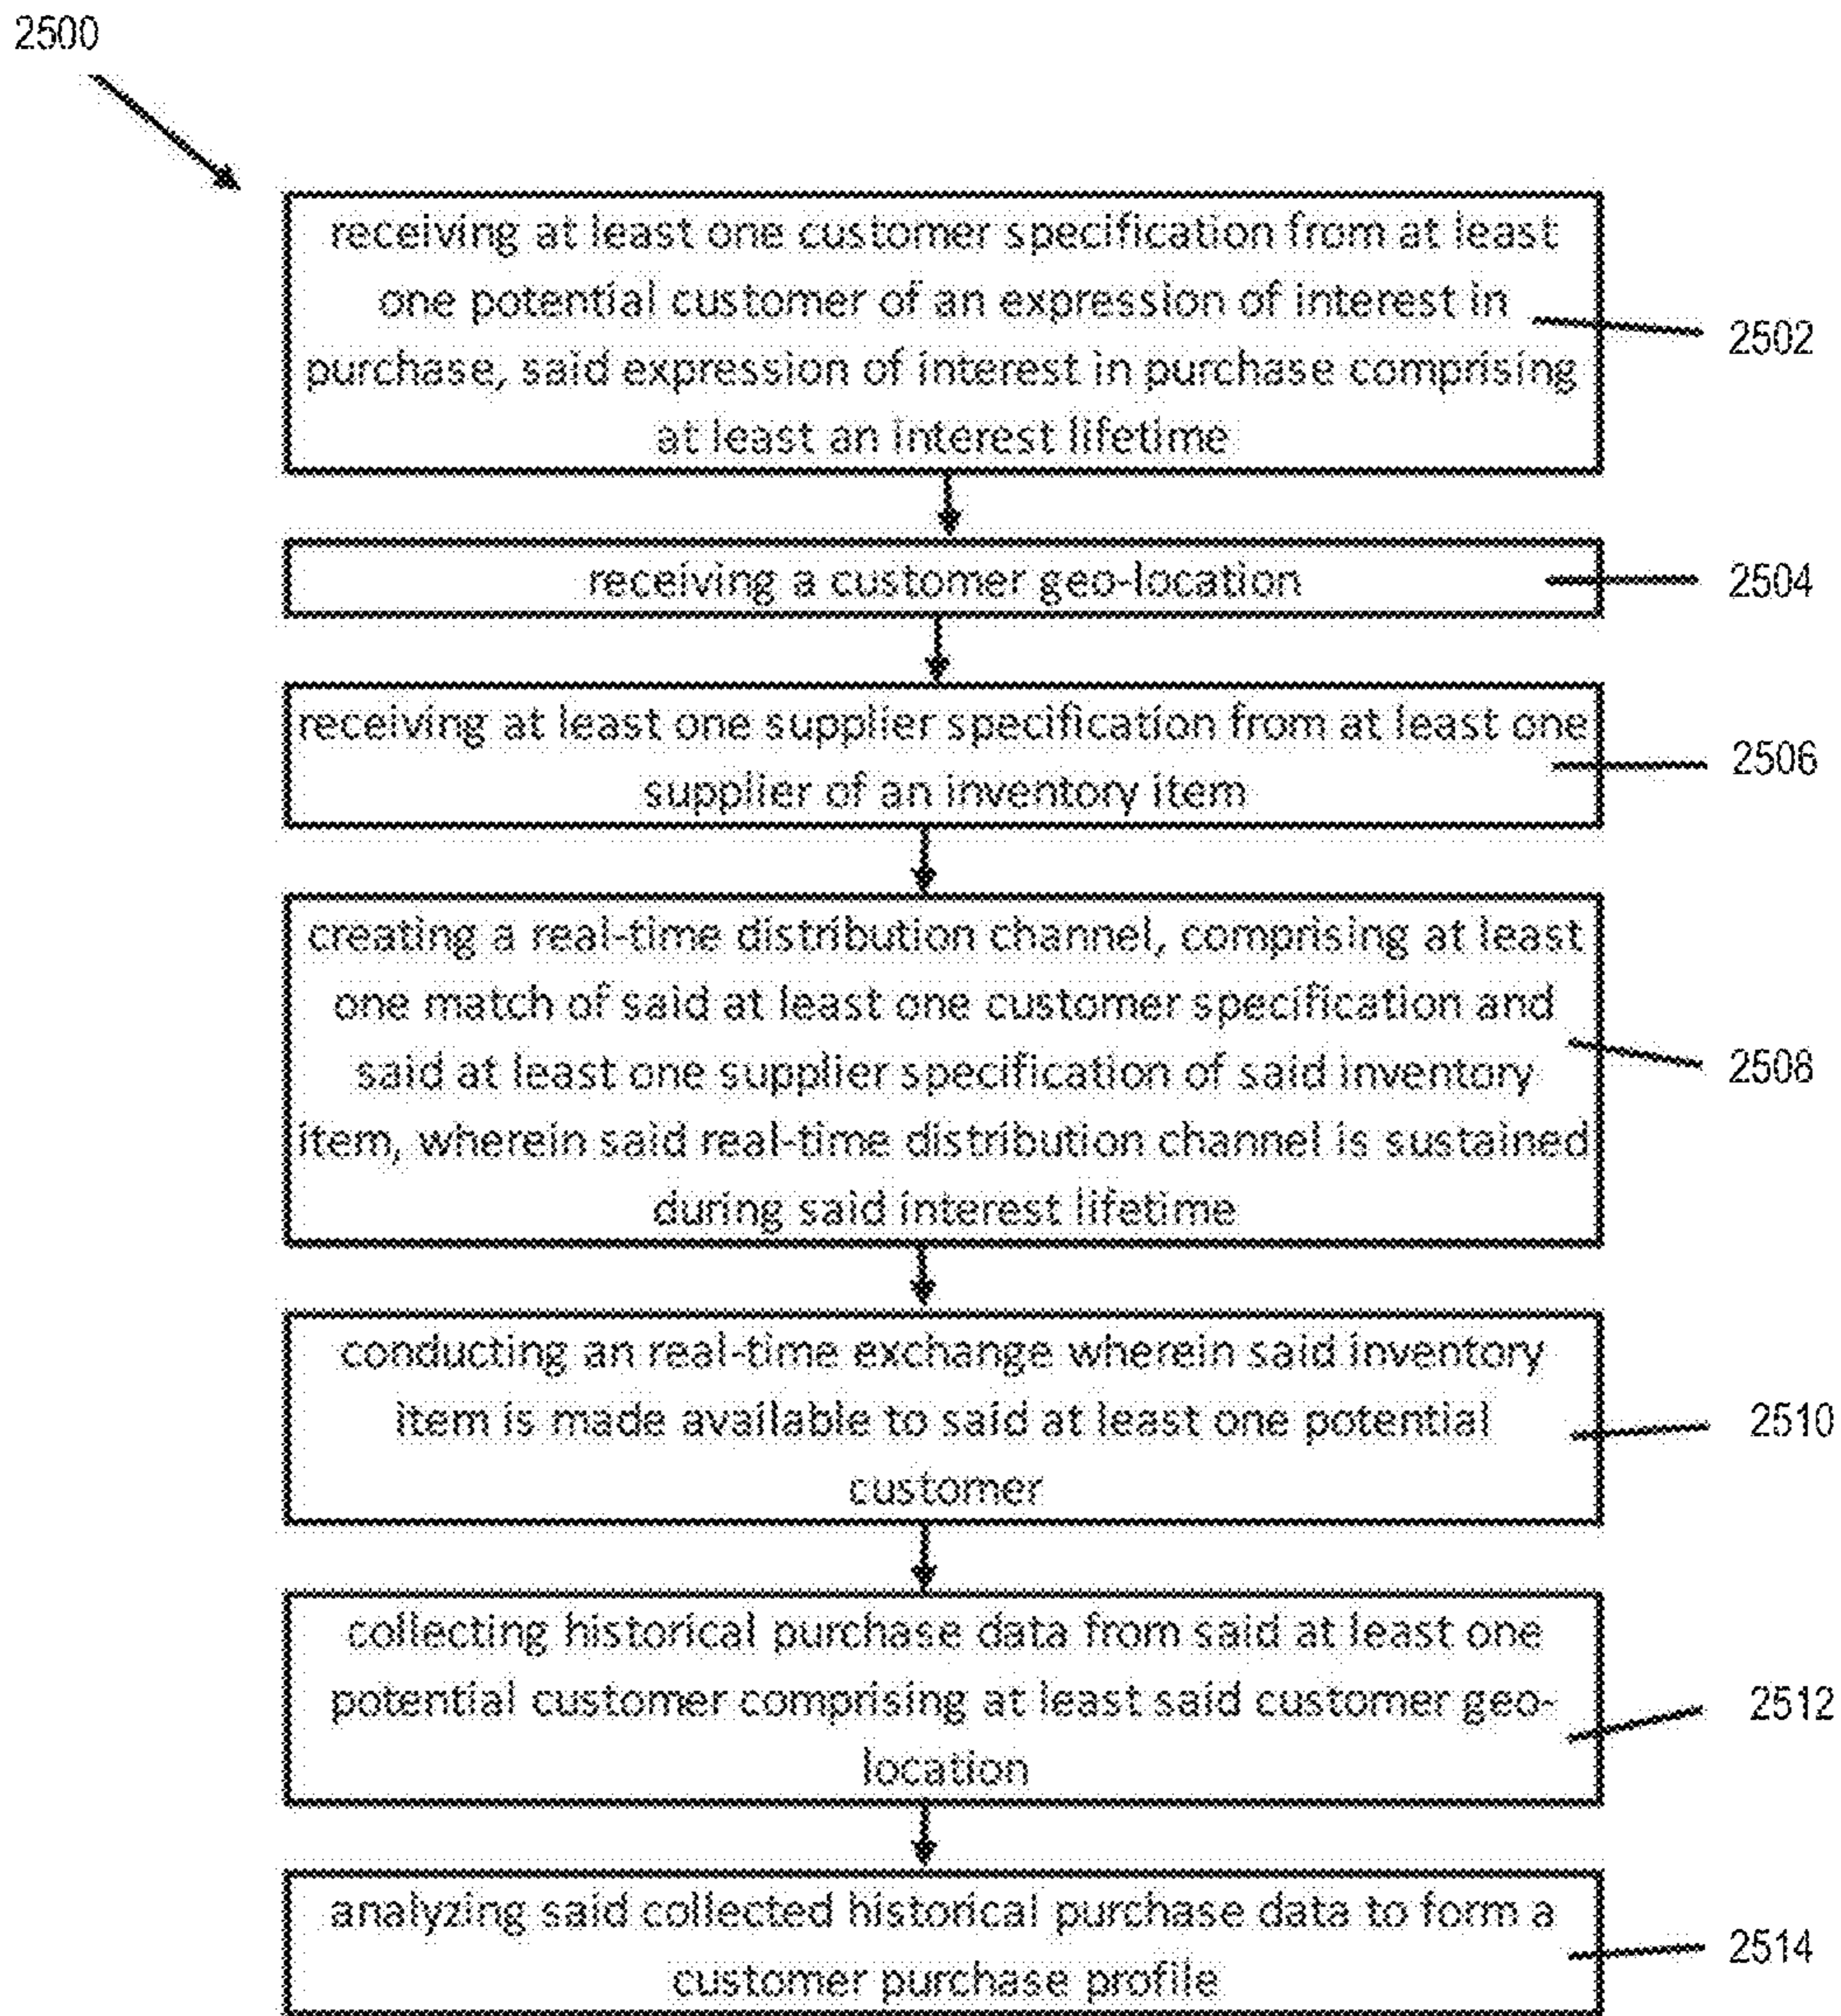 2500
receiving at least one customer specification from at least
one potential customer of an expression of interest in
purchase, said expression of interest in purchase comprising
at least an interest lifetime
2502
receiving a customer geo-location
2504
receiving at least one supplier specification from at least one
supplier of an inventory item
2506
creating a real-time distribution channel, comprising at least
one match of said at least one customer specification and
said at least one supplier specification of said inventory
item, wherein said real-time distribution channel is sustained
during said interest lifetime
2508
conducting an real-time exchange wherein said inventory
item is made available to said at least one potential
customer
2510
collecting historical purchase data from said at least one
potential customer comprising at least said customer geo-
location
2512
analyzing said collected historical purchase data to form a
customer purchase profile
2514